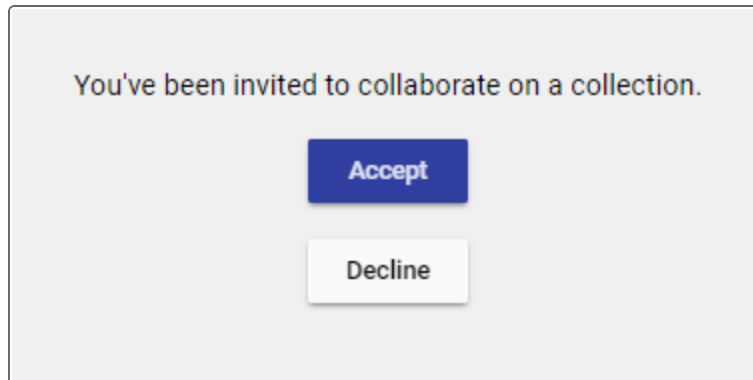 You've been invited to collaborate on a collection.
Accept
Decline